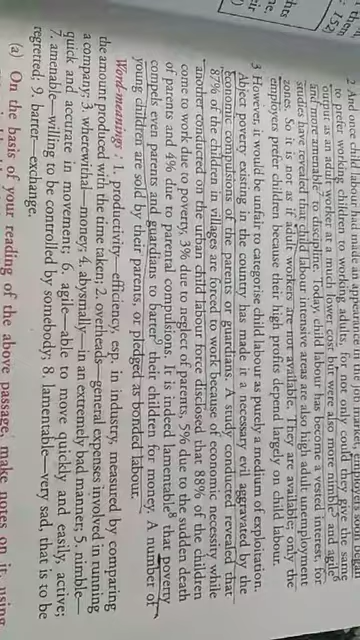 2 And once child labour had made its appearance in the job market, employers soon began
to prefer working children to working adults, for not only could they give the same
output as an adult worker at a much lower cost but were also more nimble⁵ and agile⁶
and more amenable⁷ to discipline. Today, child labour has become a vested interest, for
studies have revealed that child labour intensive areas are also high adult unemployment
zones. So it is not as if adult workers are not available. They are available; only the
employers prefer children because their high profits depend largely on child labour.
3 However, it would be unfair to categorise child labour as purely a medium of exploitation.
Abject poverty existing in the country has made it a necessary evil aggravated by the
economic compulsions of the parents or guardians. A study conducted revealed that
87% of the children in villages are forced to work because of economic necessity while
another conducted on the urban child labour force disclosed that 88% of the children
come to work due to poverty, 3% due to neglect of parents, 5% due to the sudden death
of parents and 4% due to parental compulsions. It is indeed lamentable⁸ that poverty
compels even parents and guardians to barter⁹ their children for money. A number of
young children are sold by their parents, or pledged as bonded labour.
Word-meaning : 1. productivity—efficiency, esp. in industry, measured by comparing
the amount produced with the time taken; 2. overheads—general expenses involved in running
a company; 3. wherewithal—money; 4. abysmally—in an extremely bad manner; 5. nimble—
quick and accurate in movement; 6. agile—able to move quickly and easily, active;
7. amenable—willing to be controlled by somebody; 8. lamentable—very sad, that is to be
regretted; 9. barter—exchange.
(a) On the basis of your reading of the above passage, make notes on it, using